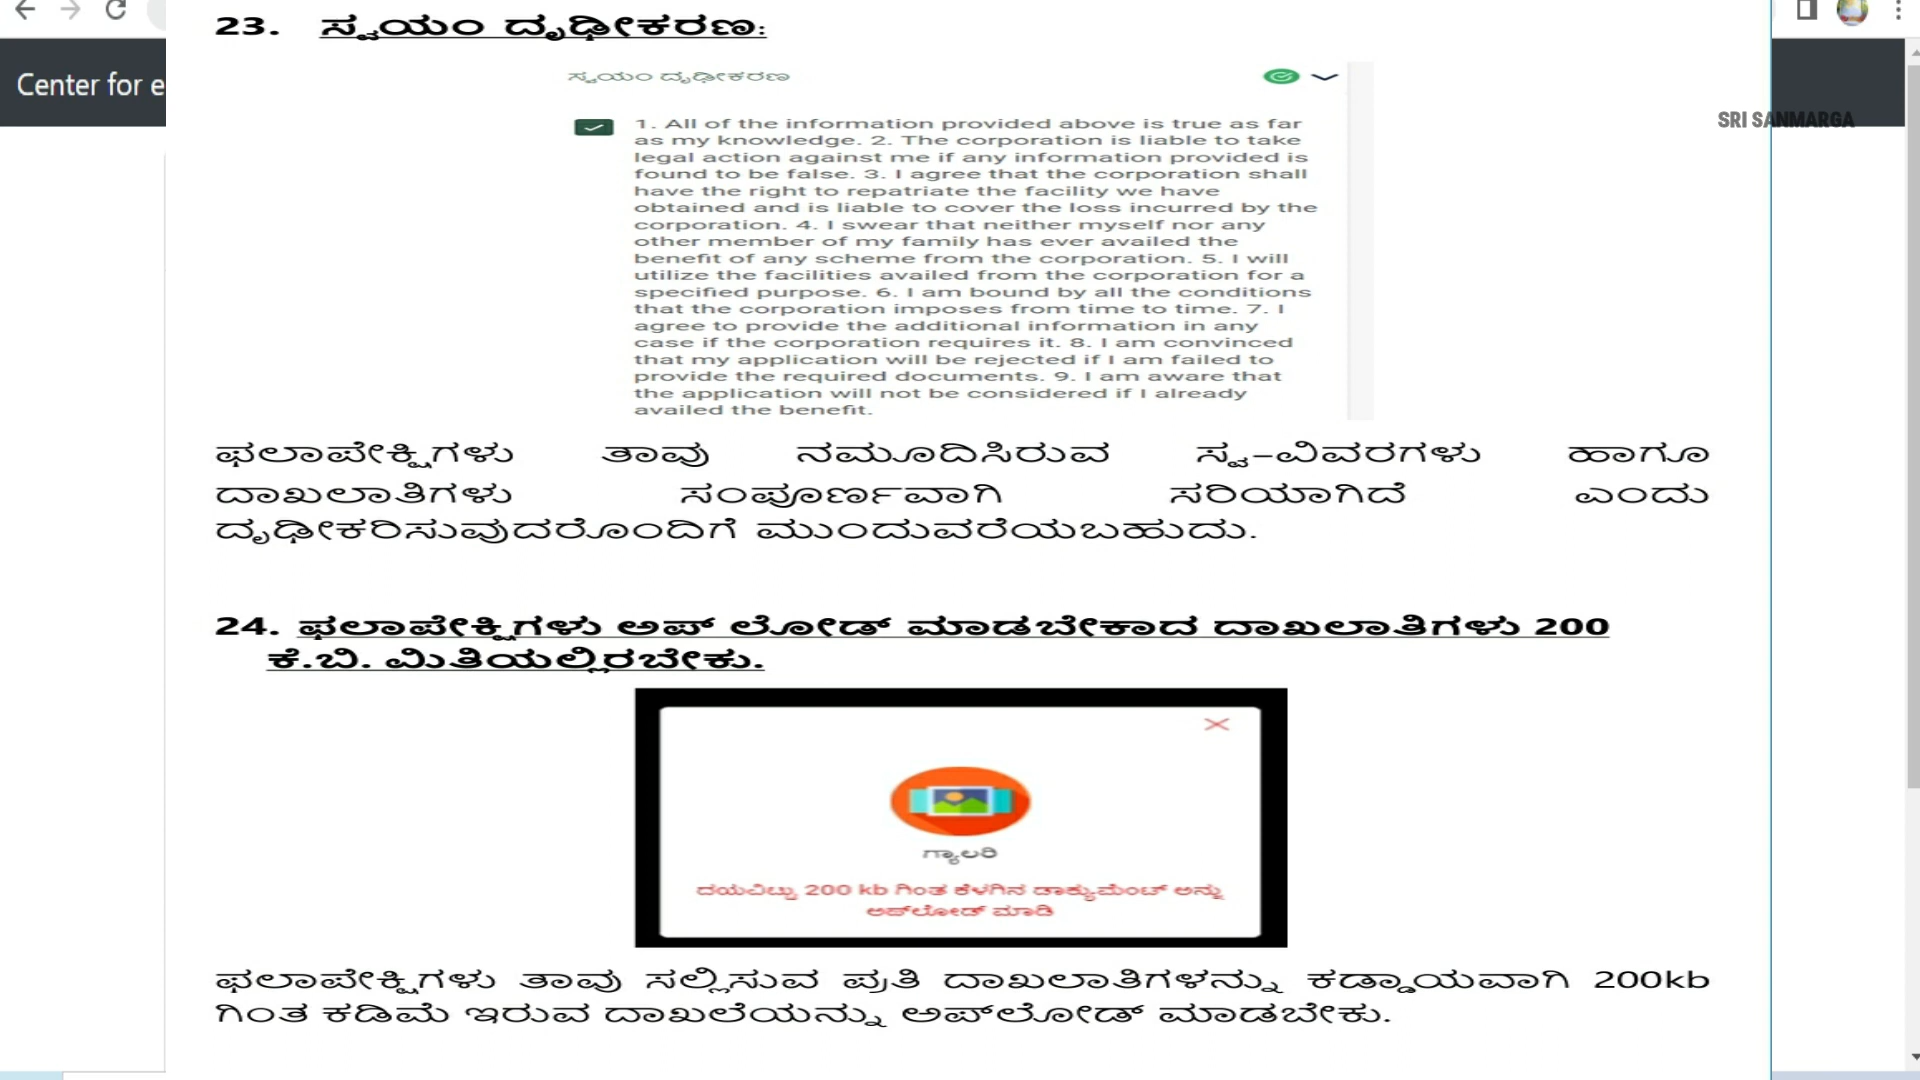 23. ಸ್ವಯಂ ದೃಢೀಕರಣ:
ಸ್ವಯಂ ದೃಢೀಕರಣ
Center for e
SRI SANMARGA
1. All of the information provided above is true as far
as my knowledge. 2. The corporation is liable to take
legal action against me if any information provided is
found to be false. 3. I agree that the corporation shall
have the right to repatriate the facility we have
obtained and is liable to cover the loss incurred by the
corporation. 4. I swear that neither myself nor any
other member of my family has ever availed the
benefit of any scheme from the corporation. 5. I will
utilize the facilities availed from the corporation for a
specified purpose. 6. I am bound by all the conditions
that the corporation imposes from time to time. 7. I
agree to provide the additional information in any
case if the corporation requires it. 8. I am convinced
that my application will be rejected if I am failed to
provide the required documents. 9. I am aware that
the application will not be considered if I already
availed the benefit.
ಫಲಾಪೇಕ್ಷಿಗಳು ತಾವು ನಮೂದಿಸಿರುವ ಸ್ವ-ವಿವರಗಳು ಹಾಗೂ
ದಾಖಲಾತಿಗಳು ಸಂಪೂರ್ಣವಾಗಿ ಸರಿಯಾಗಿದೆ ಎಂದು
ದೃಢೀಕರಿಸುವುದರೊಂದಿಗೆ ಮುಂದುವರೆಯಬಹುದು.
24. ಫಲಾಪೇಕ್ಷಿಗಳು ಅಪ್ ಲೋಡ್ ಮಾಡಬೇಕಾದ ದಾಖಲಾತಿಗಳು 200
ಕೆ.ಬಿ. ಮಿತಿಯಲ್ಲಿರಬೇಕು.
ಗ್ಯಾಲರಿ
ದಯವಿಟ್ಟು 200 kb ಗಿಂತ ಕೆಳಗಿನ ಡಾಕ್ಯುಮೆಂಟ್ ಅನ್ನು
ಅಪ್‌ಲೋಡ್ ಮಾಡಿ
ಫಲಾಪೇಕ್ಷಿಗಳು ತಾವು ಸಲ್ಲಿಸುವ ಪ್ರತಿ ದಾಖಲಾತಿಗಳನ್ನು ಕಡ್ಡಾಯವಾಗಿ 200kb
ಗಿಂತ ಕಡಿಮೆ ಇರುವ ದಾಖಲೆಯನ್ನು ಅಪ್‌ಲೋಡ್ ಮಾಡಬೇಕು.